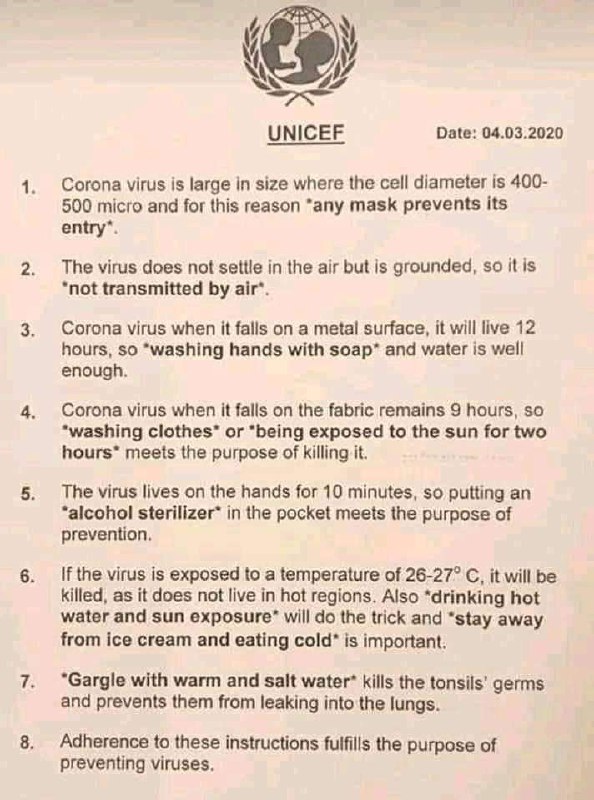 UNICEF
Date: 04.03.2020
1. Corona virus is large in size where the cell diameter is 400-
500 micro and for this reason *any mask prevents its
entry*.
2. The virus does not settle in the air but is grounded, so it is
*not transmitted by air*.
3. Corona virus when it falls on a metal surface, it will live 12
hours, so *washing hands with soap* and water is well
enough.
4. Corona virus when it falls on the fabric remains 9 hours, so
*washing clothes* or *being exposed to the sun for two
hours* meets the purpose of killing it.
5. The virus lives on the hands for 10 minutes, so putting an
*alcohol sterilizer* in the pocket meets the purpose of
prevention.
6. If the virus is exposed to a temperature of 26-27° C, it will be
killed, as it does not live in hot regions. Also *drinking hot
water and sun exposure* will do the trick and *stay away
from ice cream and eating cold* is important.
7. *Gargle with warm and salt water* kills the tonsils' germs
and prevents them from leaking into the lungs.
8. Adherence to these instructions fulfills the purpose of
preventing viruses.